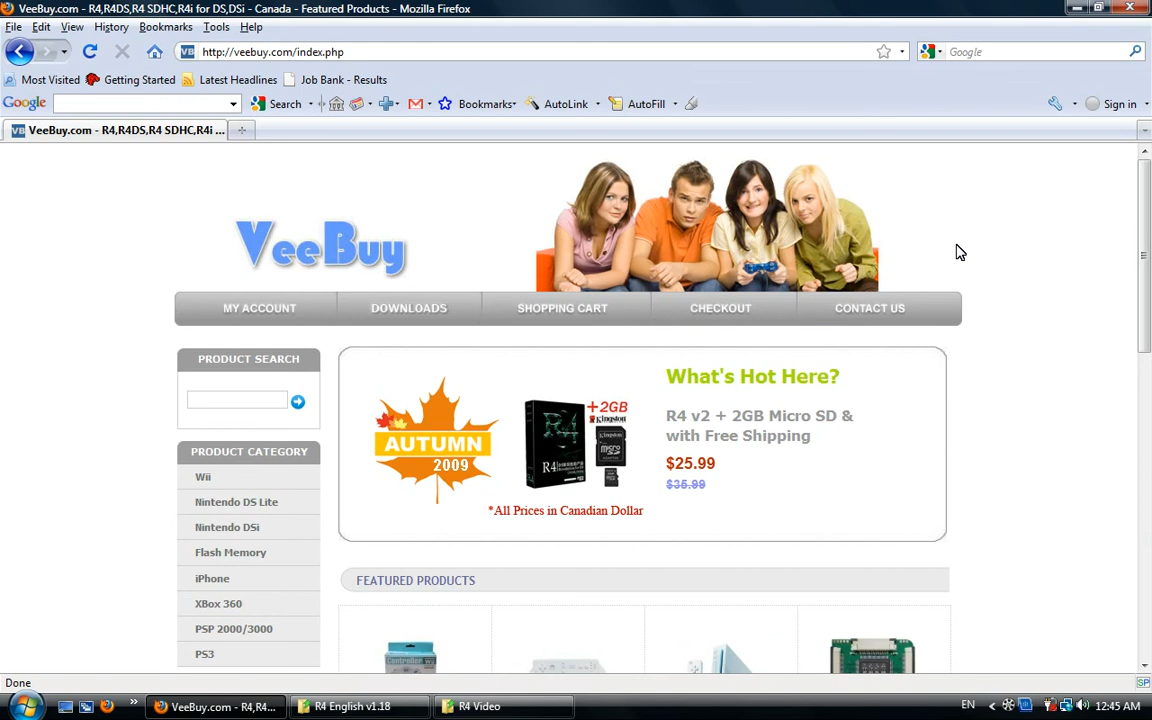 VeeBuy.com - R4,R4DS,R4 SDHC,R4i for DS,DSi - Canada - Featured Products - Mozilla Firefox
File Edit View History Bookmarks Tools Help
VB http://veebuy.com/index.php Google
Most Visited Getting Started Latest Headlines Job Bank - Results
Google Search Bookmarks AutoLink AutoFill Sign in
VB VeeBuy.com - R4,R4DS,R4 SDHC,R4i ...
VeeBuy
MY ACCOUNT DOWNLOADS SHOPPING CART CHECKOUT CONTACT US
PRODUCT SEARCH
PRODUCT CATEGORY
Wii
Nintendo DS Lite
Nintendo DSi
Flash Memory
iPhone
XBox 360
PSP 2000/3000
PS3
AUTUMN
2009
+2GB
Kingston
R4
micro SD
*All Prices in Canadian Dollar
What's Hot Here?
R4 v2 + 2GB Micro SD &
with Free Shipping
$25.99
$35.99
FEATURED PRODUCTS
Done
VeeBuy.com - R4,R4... R4 English v1.18 R4 Video EN 12:45 AM